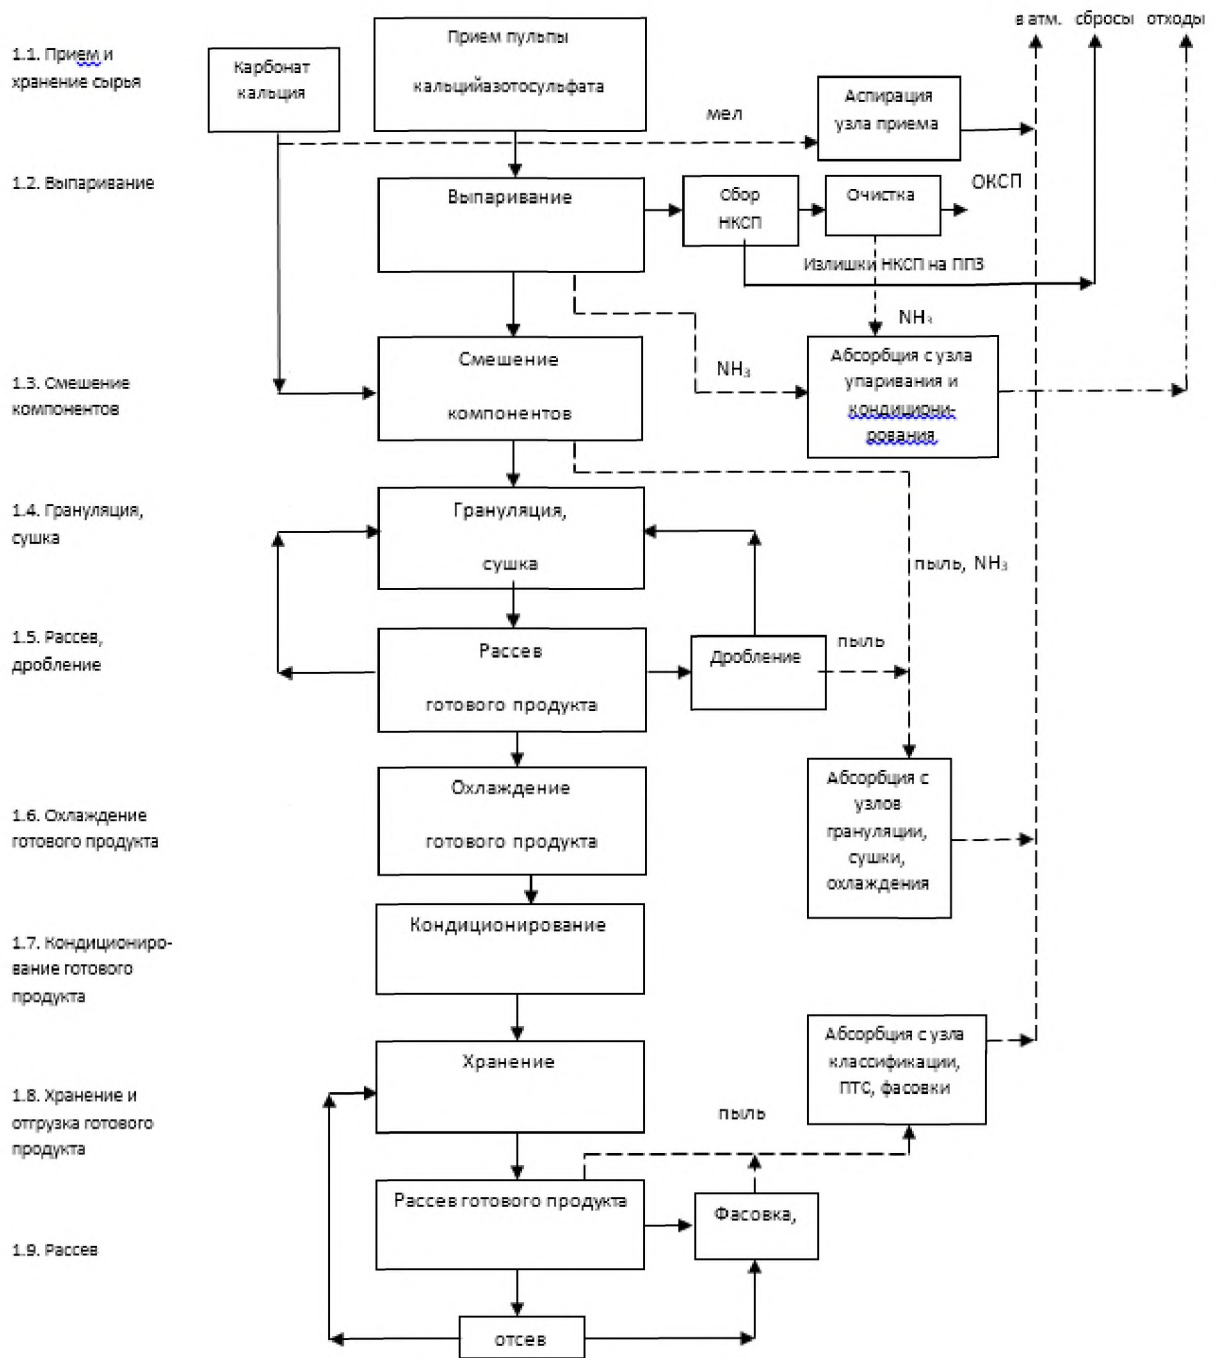 в атм. сбросы отходы
1.1. Прием и
хранение сырья
Карбонат
кальция
Прием пульпы
кальцийазотосульфата
мел
Аспирация
узла приема
1.2. Выпаривание
Выпаривание
Сбор
НКСП
Очистка
ОКСП
Излишки НКСП на ППЗ
NH₃
NH₃
1.3. Смешение
компонентов
Смешение
компонентов
Абсорбция с узла
упаривания и
кондициони-
рования
1.4. Грануляция,
сушка
Грануляция,
сушка
пыль, NH₃
1.5. Рассев,
дробление
Рассев
готового продукта
Дробление
пыль
1.6. Охлаждение
готового продукта
Охлаждение
готового продукта
Абсорбция с
узлов
грануляции,
сушки,
охлаждения
1.7. Кондициониро-
вание готового
продукта
Кондиционирование
1.8. Хранение и
отгрузка готового
продукта
Хранение
Абсорбция с узла
классификации,
ПТС, фасовки
пыль
1.9. Рассев
Рассев готового продукта
Фасовка,
отсев